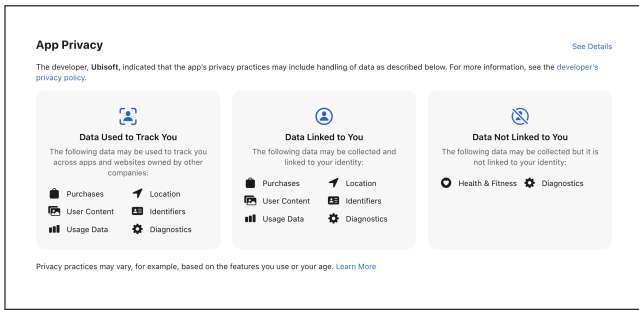 App Privacy
See Details
The developer, Ubisoft, indicated that the app's privacy practices may include handling of data as described below. For more information, see the developer's
privacy policy.
Data Used to Track You
The following data may be used to track you
across apps and websites owned by other
companies:
Purchases Location
User Content Identifiers
Usage Data Diagnostics
Data Linked to You
The following data may be collected and
linked to your identity:
Purchases Location
User Content Identifiers
Usage Data Diagnostics
Data Not Linked to You
The following data may be collected but it is
not linked to your identity:
Health & Fitness Diagnostics
Privacy practices may vary, for example, based on the features you use or your age. Learn More